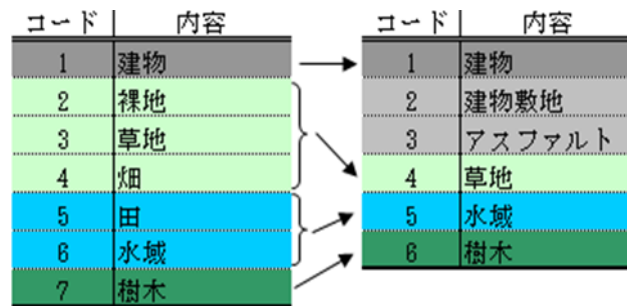 コード 内容
1 建物
2 裸地
3 草地
4 畑
5 田
6 水域
7 樹木
コード 内容
1 建物
2 建物敷地
3 アスファルト
4 草地
5 水域
6 樹木